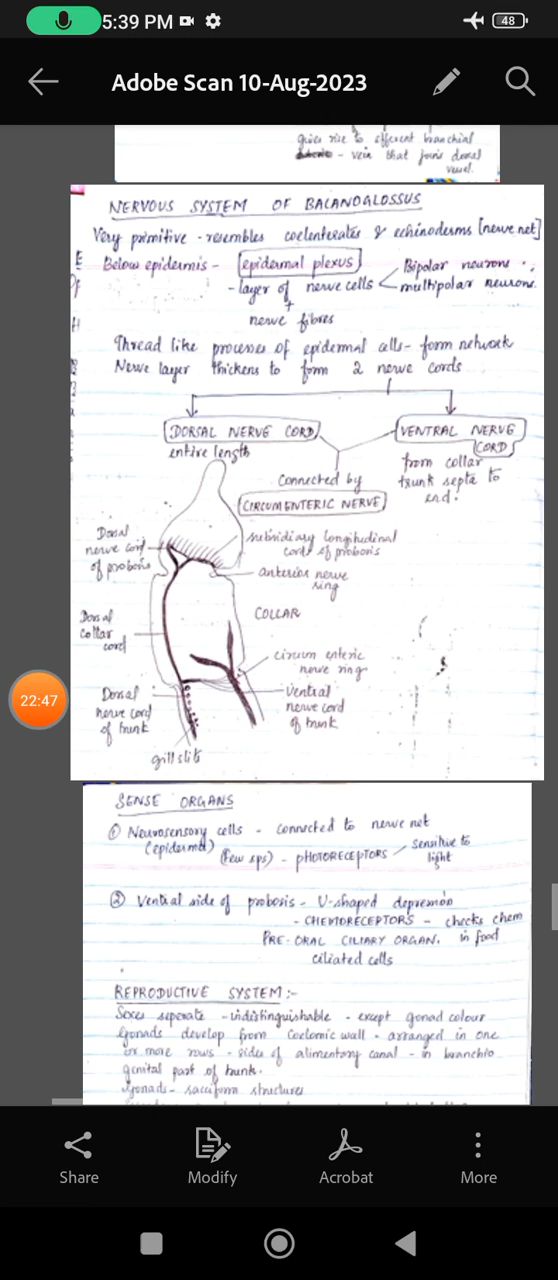 5:39 PM
48
Adobe Scan 10-Aug-2023
gives rise to efferent branchial
- vein that joins dorsal
vessel.
NERVOUS SYSTEM OF BALANOGLOSSUS
Very primitive - resembles coelenterates & echinoderms [nerve net]
Below epidermis - epidermal plexus
Bipolar neurons
- layer of nerve cells
multipolar neurons.
+
nerve fibres
Thread like processes of epidermal cells - form network
Nerve layer thickens to form 2 nerve cords
DORSAL NERVE CORD
VENTRAL NERVE
CORD
entire length
from collar
trunk septa to
end.
Connected by
CIRCUMENTERIC NERVE
Dorsal
nerve cord
of probosis
subsidiary longitudinal
cords of probosis
anterior nerve
ring
COLLAR
Dorsal
collar
cord
circum enteric
nerve ring
Dorsal
nerve cord
of trunk
Ventral
nerve cord
of trunk
gill slits
22:47
SENSE ORGANS
① Neurosensory cells - connected to nerve net
(epidermal)
(few sps) - PHOTORECEPTORS
sensitive to
light
② Ventral side of probosis - U-shaped depression
- CHEMORECEPTORS - checks chem
in food
PRE-ORAL CILIARY ORGAN.
ciliated cells
REPRODUCTIVE SYSTEM :-
Sexes seperate - indistinguishable - except gonad colour
Gonads develop from Coelomic wall - arranged in one
or more rows - sides of alimentary canal - in branchio
genital part of trunk.
Gonads - sacciform structures
Share
Modify
Acrobat
More